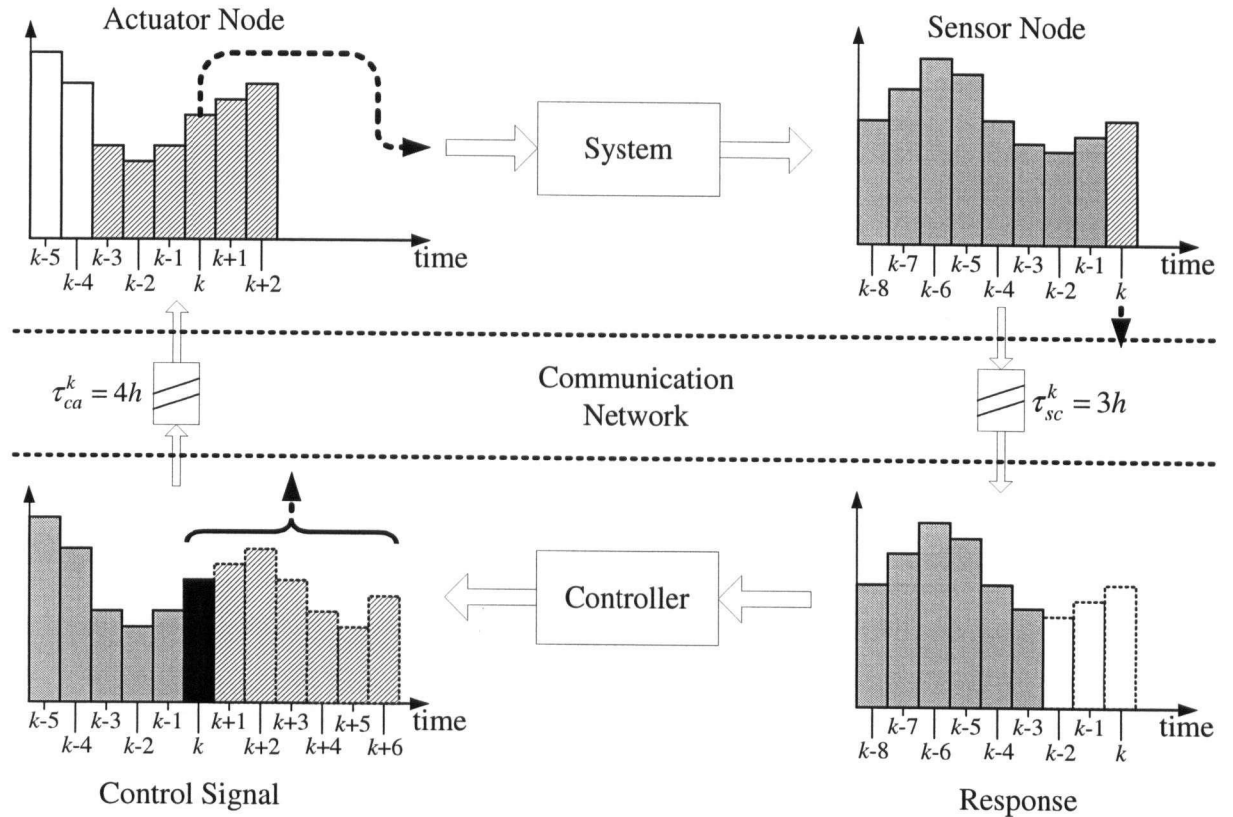 Actuator Node
Sensor Node
System
k-5 k-3 k-1 k+1 time
k-4 k-2 k k+2
k-7 k-5 k-3 k-1 time
k-8 k-6 k-4 k-2 k
τ_ca^k = 4h
Communication
Network
τ_sc^k = 3h
Controller
k-5 k-3 k-1 k+1 k+3 k+5 time
k-4 k-2 k k+2 k+4 k+6
k-7 k-5 k-3 k-1 time
k-8 k-6 k-4 k-2 k
Control Signal
Response